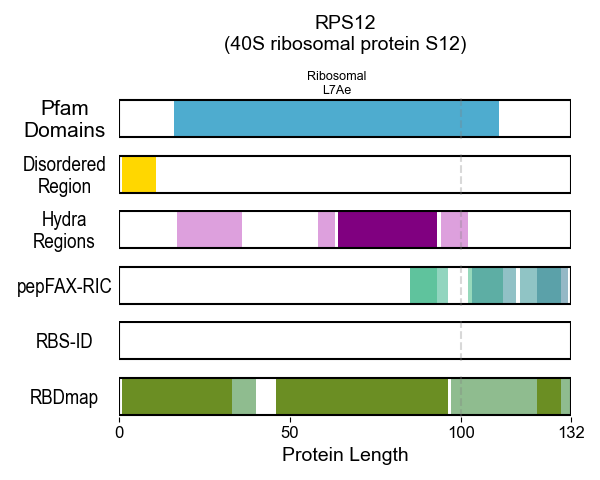 RPS12
(40S ribosomal protein S12)
Ribosomal
L7Ae
Pfam
Domains
Disordered
Region
Hydra
Regions
pepFAX-RIC
RBS-ID
RBDmap
0 50 100 132
Protein Length